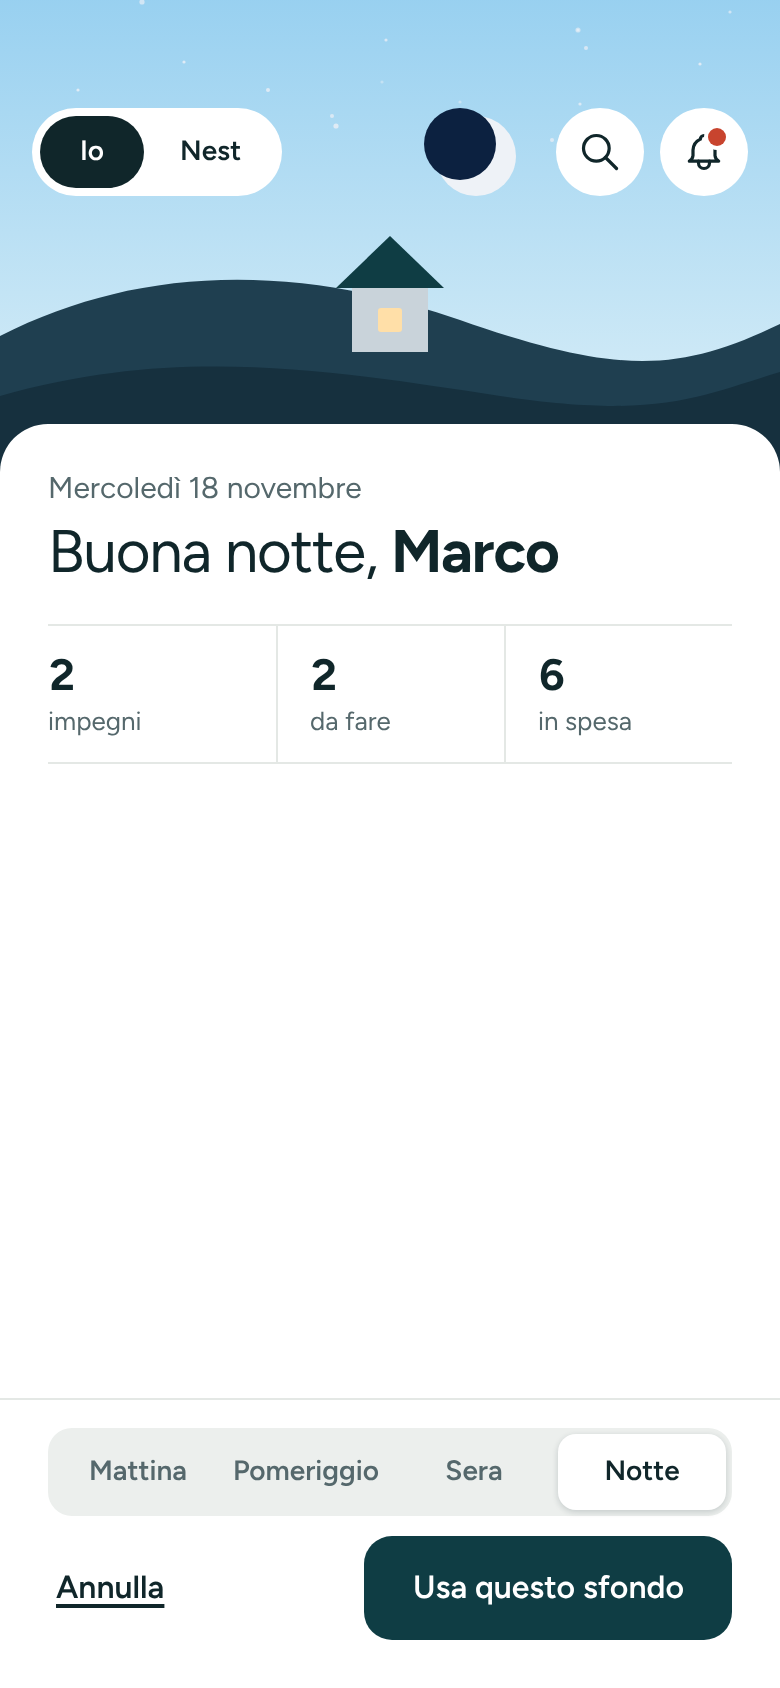 Io
Nest
Mercoledì 18 novembre
Buona notte, Marco
2
impegni
2
da fare
6
in spesa
Mattina
Pomeriggio
Sera
Notte
Annulla
Usa questo sfondo